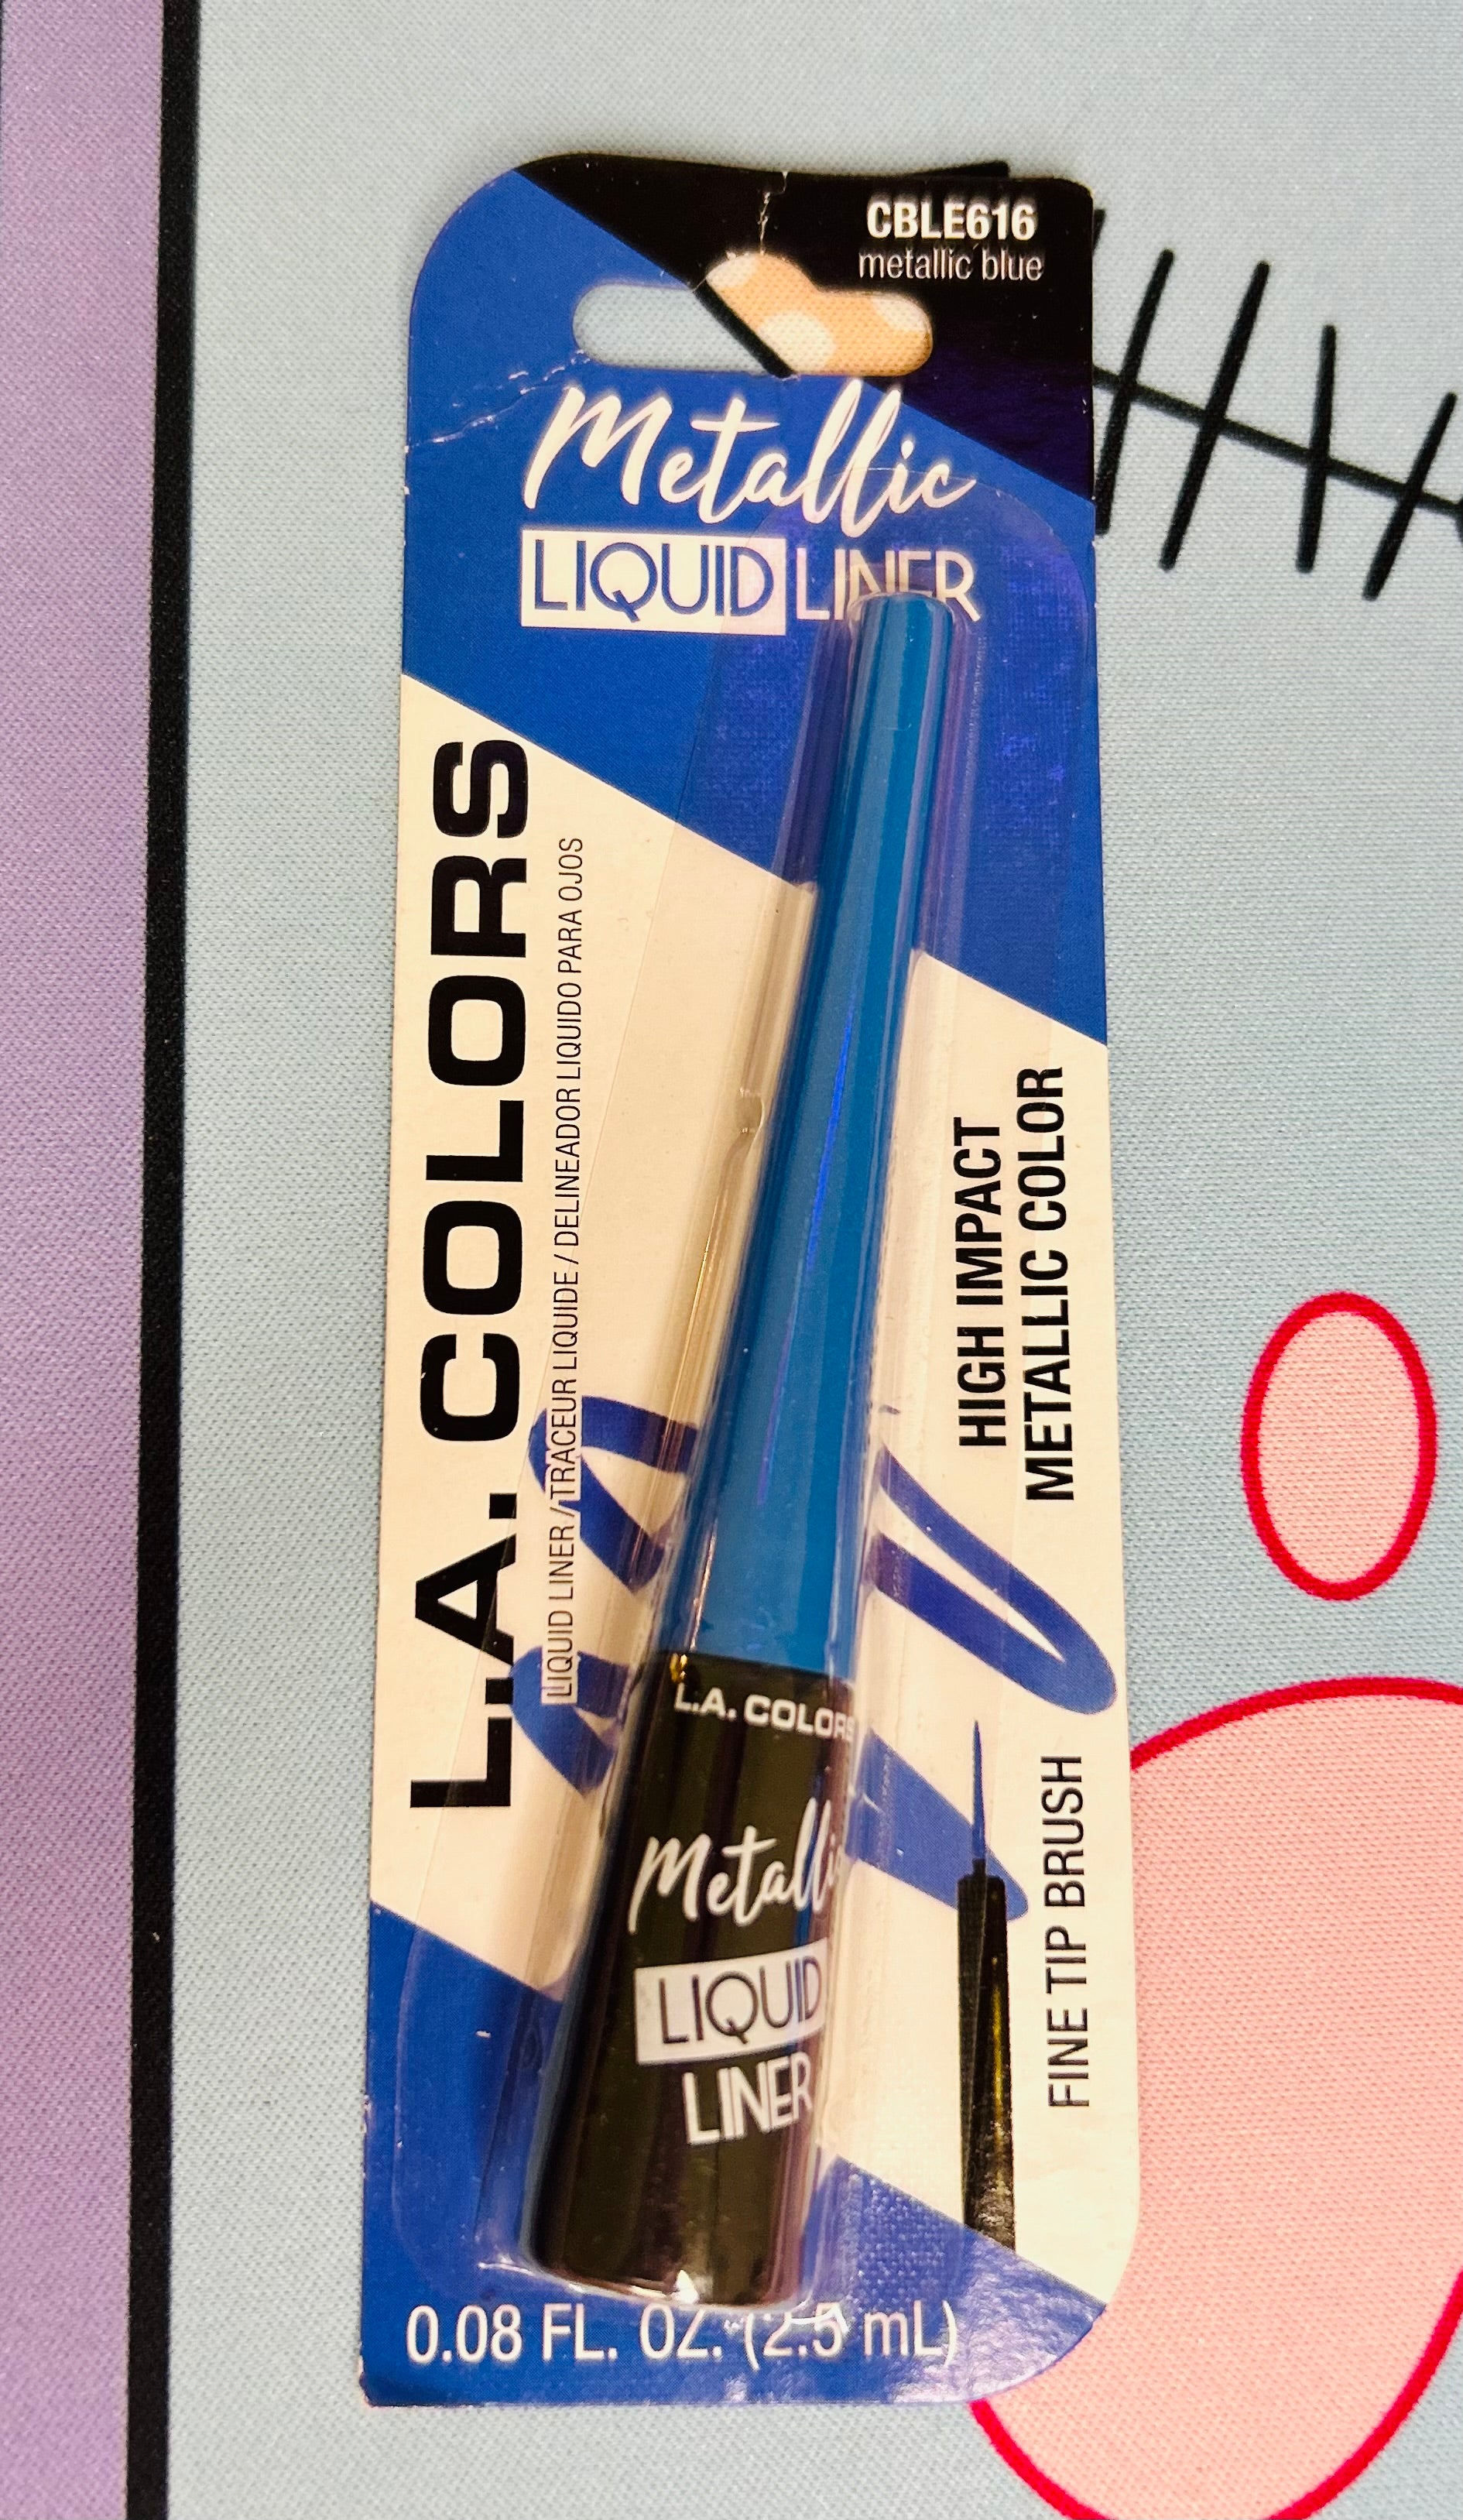 CBLE616
metallic blue
Metallic
LIQUID LINER
L.A. COLORS
LIQUID LINER / TRACEUR LIQUIDE / DELINEADOR LIQUIDO PARA OJOS
HIGH IMPACT
METALLIC COLOR
FINE TIP BRUSH
L.A. COLORS
Metallic
LIQUID
LINER
0.08 FL. OZ. (2.5 mL)